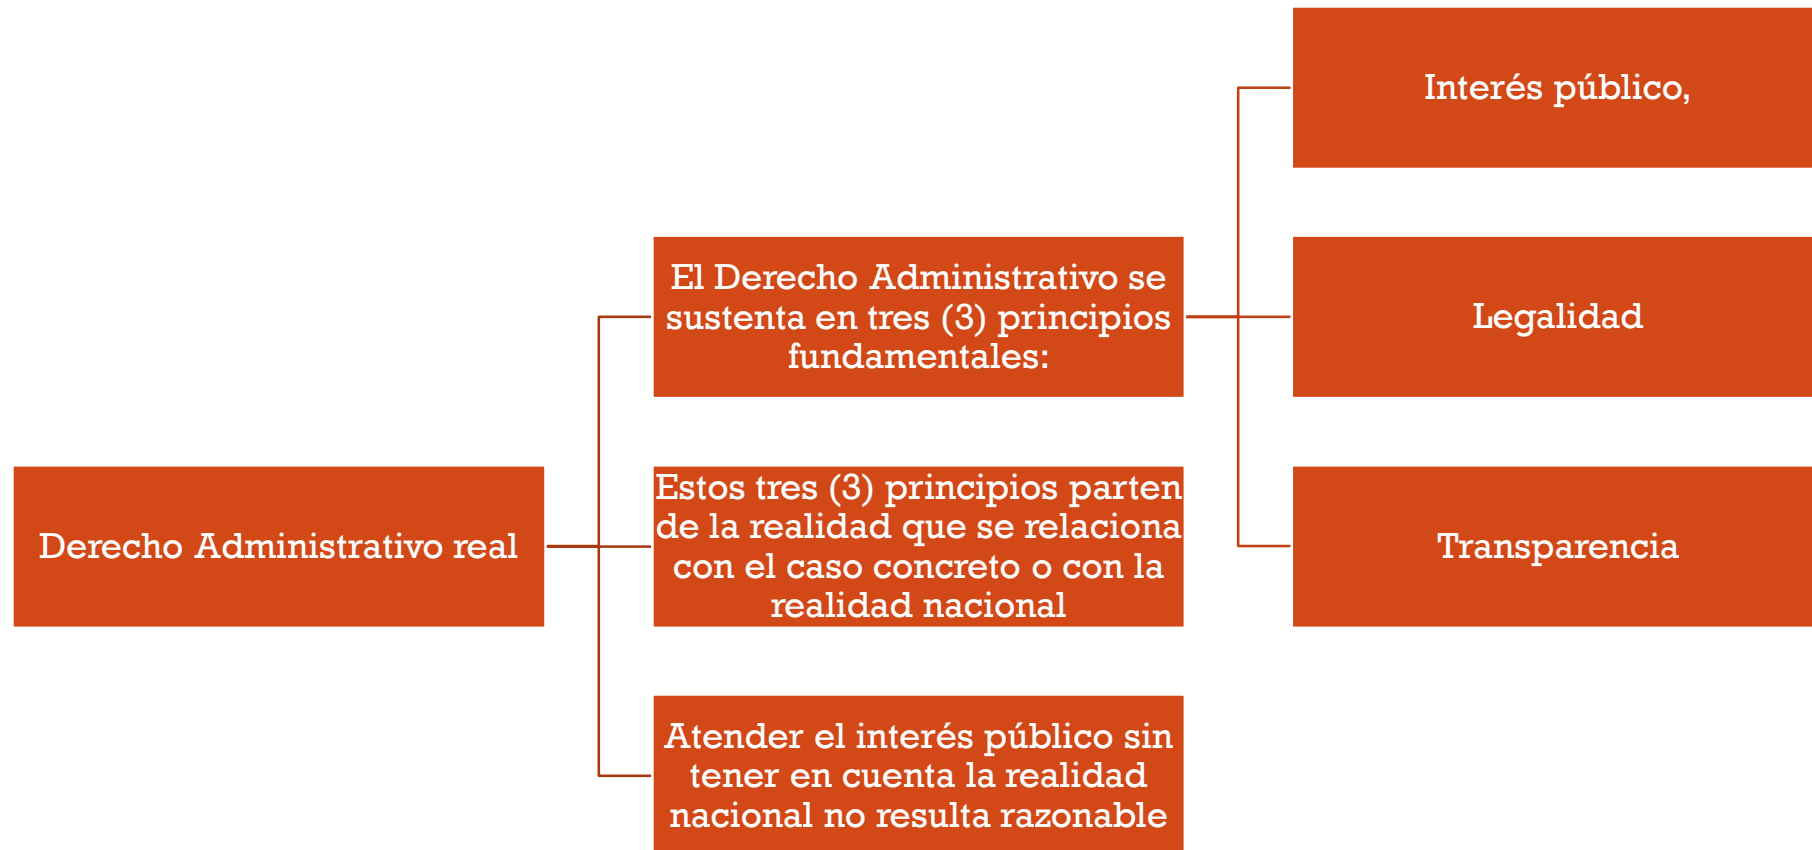 Derecho Administrativo real
El Derecho Administrativo se
sustenta en tres (3) principios
fundamentales:
Interés público,
Legalidad
Transparencia
Estos tres (3) principios parten
de la realidad que se relaciona
con el caso concreto o con la
realidad nacional
Atender el interés público sin
tener en cuenta la realidad
nacional no resulta razonable